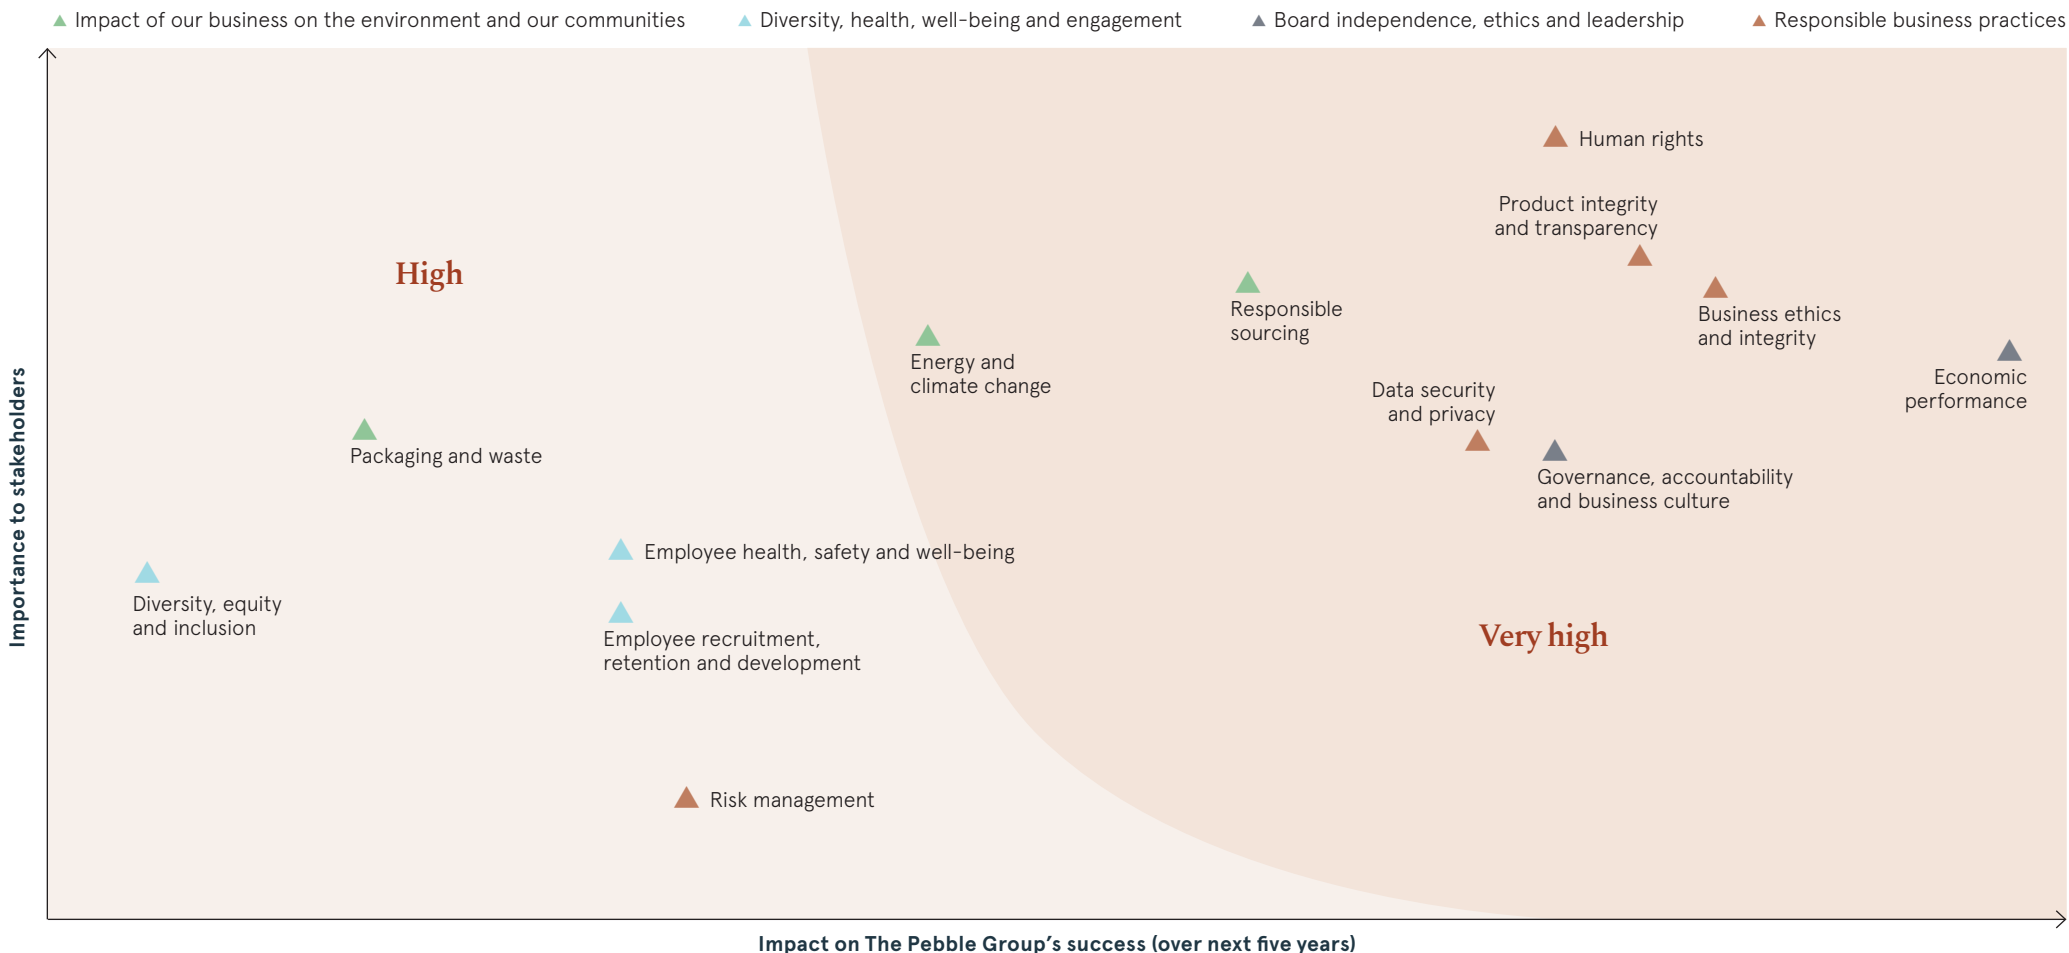 Impact of our business on the environment and our communities
Diversity, health, well-being and engagement
Board independence, ethics and leadership
Responsible business practices
Importance to stakeholders
High
Human rights
Product integrity
and transparency
Responsible
sourcing
Business ethics
and integrity
Energy and
climate change
Economic
performance
Data security
and privacy
Packaging and waste
Governance, accountability
and business culture
Employee health, safety and well-being
Diversity, equity
and inclusion
Employee recruitment,
retention and development
Very high
Risk management
Impact on The Pebble Group’s success (over next five years)